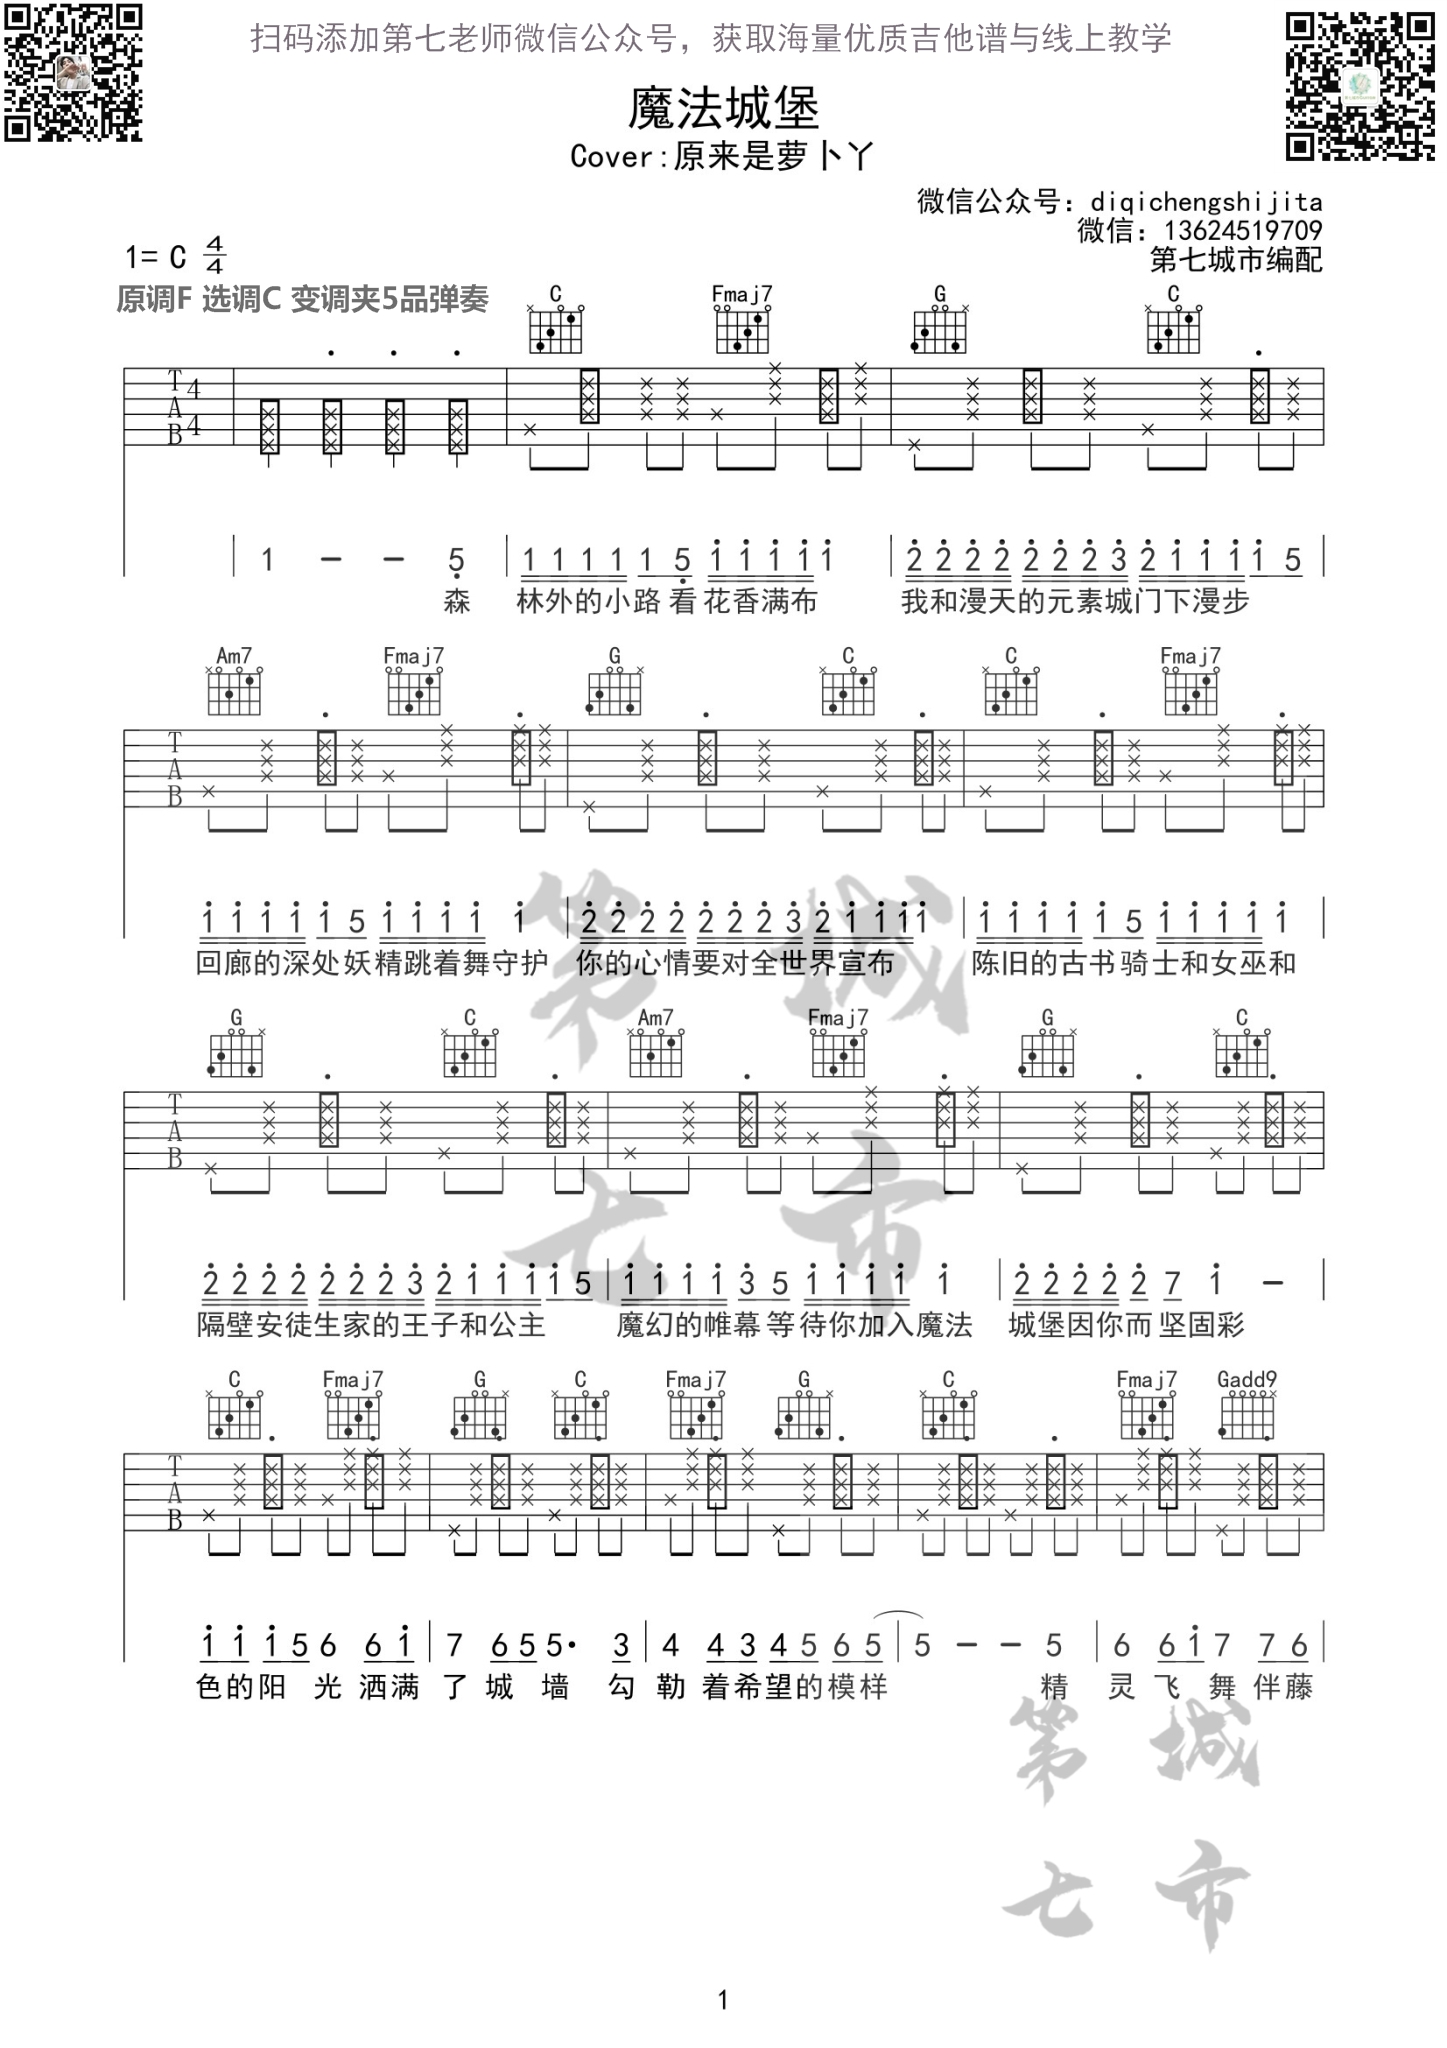 扫码添加第七老师微信公众号，获取海量优质吉他谱与线上教学
魔法城堡
Cover:原来是萝卜丫
微信公众号：diqichengshijita
微信：13624519709
第七城市编配
1= C 4/4
原调F 选调C 变调夹5品弹奏
C Fmaj7 G C
T A B 4 4
1 - - 5 | 1 1 1 1 1 5 1 1 1 1 1 | 2 2 2 2 2 2 2 3 2 1 1 1 1 5
森 林外的小路看花香满布 我和漫天的元素城门下漫步
Am7 Fmaj7 G C C Fmaj7
T A B
1 1 1 1 1 5 1 1 1 1 1 | 2 2 2 2 2 2 2 3 2 1 1 1 1 | 1 1 1 1 1 5 1 1 1 1 1
回廊的深处妖精跳着舞守护 你的心情要对全世界宣布 陈旧的古书骑士和女巫和
G C Am7 Fmaj7 G C
T A B
2 2 2 2 2 2 2 3 2 1 1 1 1 5 | 1 1 1 1 3 5 1 1 1 1 1 | 2 2 2 2 2 7 1 -
隔壁安徒生家的王子和公主 魔幻的帷幕等待你加入魔法 城堡因你而坚固彩
C Fmaj7 G C Fmaj7 G C Fmaj7 Gadd9
T A B
1 1 1 5 6 6 1 | 7 6 5 5· 3 | 4 4 3 4 5 6 5 | 5 - - 5 | 6 6 1 7 7 6
色的阳光洒满了城墙勾勒着希望的模样 精灵飞舞伴藤
第七城市
第七城市
1